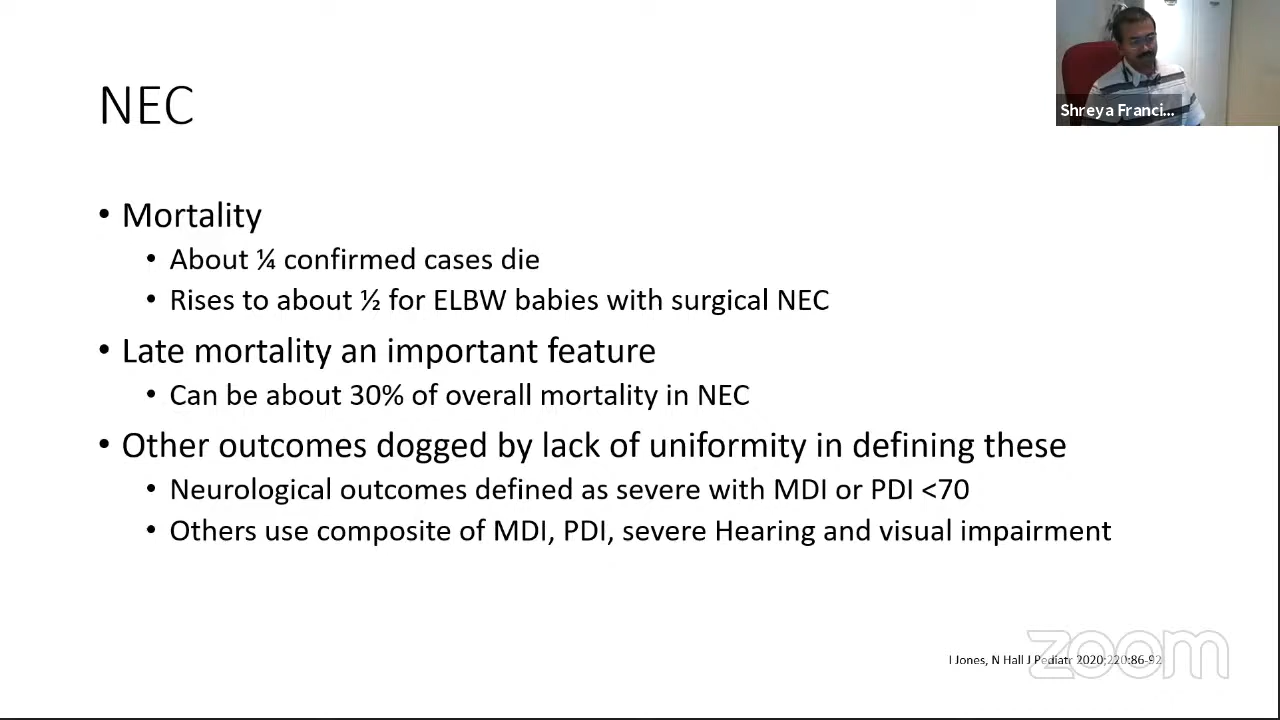 NEC
Shreya Franci...
• Mortality
• About ¼ confirmed cases die
• Rises to about ½ for ELBW babies with surgical NEC
• Late mortality an important feature
• Can be about 30% of overall mortality in NEC
• Other outcomes dogged by lack of uniformity in defining these
• Neurological outcomes defined as severe with MDI or PDI <70
• Others use composite of MDI, PDI, severe Hearing and visual impairment
I Jones, N Hall J Pediatr 2020;220:86-92
zoom